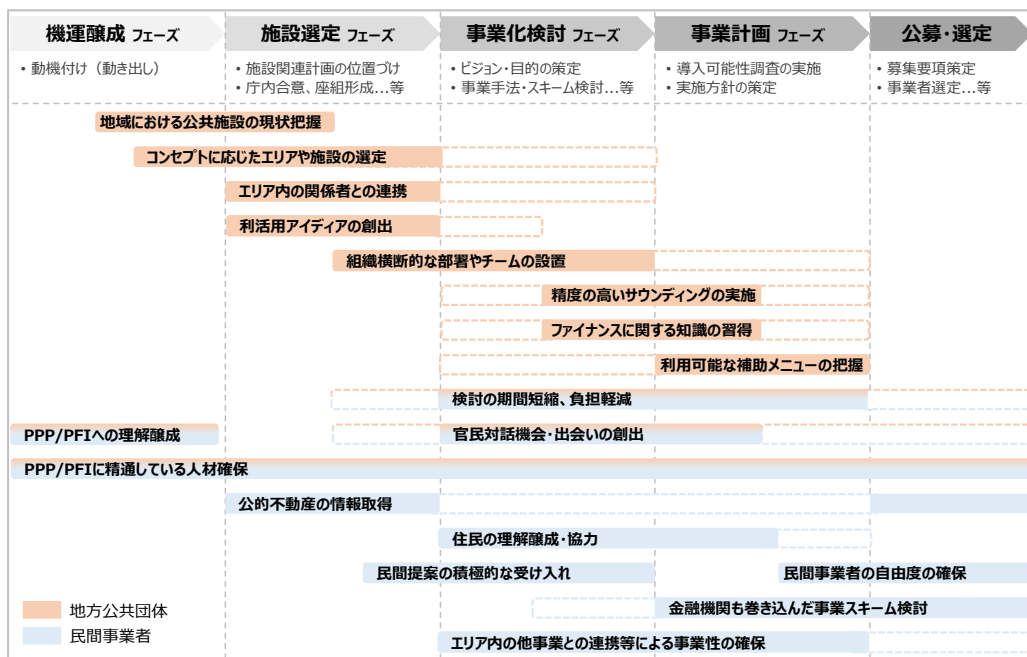 機運醸成 フェーズ
施設選定 フェーズ
事業化検討 フェーズ
事業計画 フェーズ
公募・選定
・動機付け（動き出し）
・施設関連計画の位置づけ
・庁内合意、座組形成…等
・ビジョン・目的の策定
・事業手法・スキーム検討…等
・導入可能性調査の実施
・実施方針の策定
・募集要項策定
・事業者選定…等
地域における公共施設の現状把握
コンセプトに応じたエリアや施設の選定
エリア内の関係者との連携
利活用アイディアの創出
組織横断的な部署やチームの設置
精度の高いサウンディングの実施
ファイナンスに関する知識の習得
利用可能な補助メニューの把握
検討の期間短縮、負担軽減
PPP/PFIへの理解醸成
官民対話機会・出会いの創出
PPP/PFIに精通している人材確保
公的不動産の情報取得
住民の理解醸成・協力
民間提案の積極的な受け入れ
民間事業者の自由度の確保
金融機関も巻き込んだ事業スキーム検討
エリア内の他事業との連携等による事業性の確保
地方公共団体
民間事業者